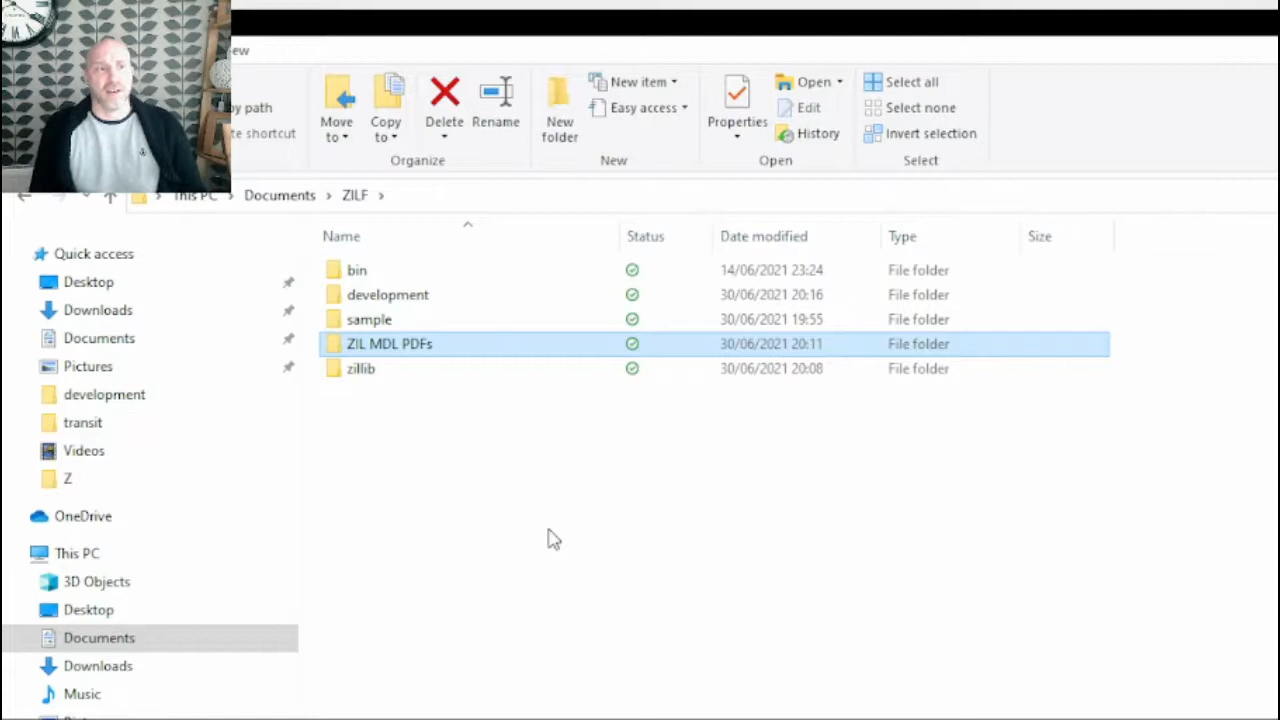 ew
y path
te shortcut
Move to
Copy to
Delete
Rename
Organize
New folder
New item
Easy access
New
Properties
Open
Edit
History
Open
Select all
Select none
Invert selection
Select
This PC > Documents > ZILF >
Name Status Date modified Type Size
bin 14/06/2021 23:24 File folder
development 30/06/2021 20:16 File folder
sample 30/06/2021 19:55 File folder
ZIL MDL PDFs 30/06/2021 20:11 File folder
zillib 30/06/2021 20:08 File folder
Quick access
Desktop
Downloads
Documents
Pictures
development
transit
Videos
Z
OneDrive
This PC
3D Objects
Desktop
Documents
Downloads
Music